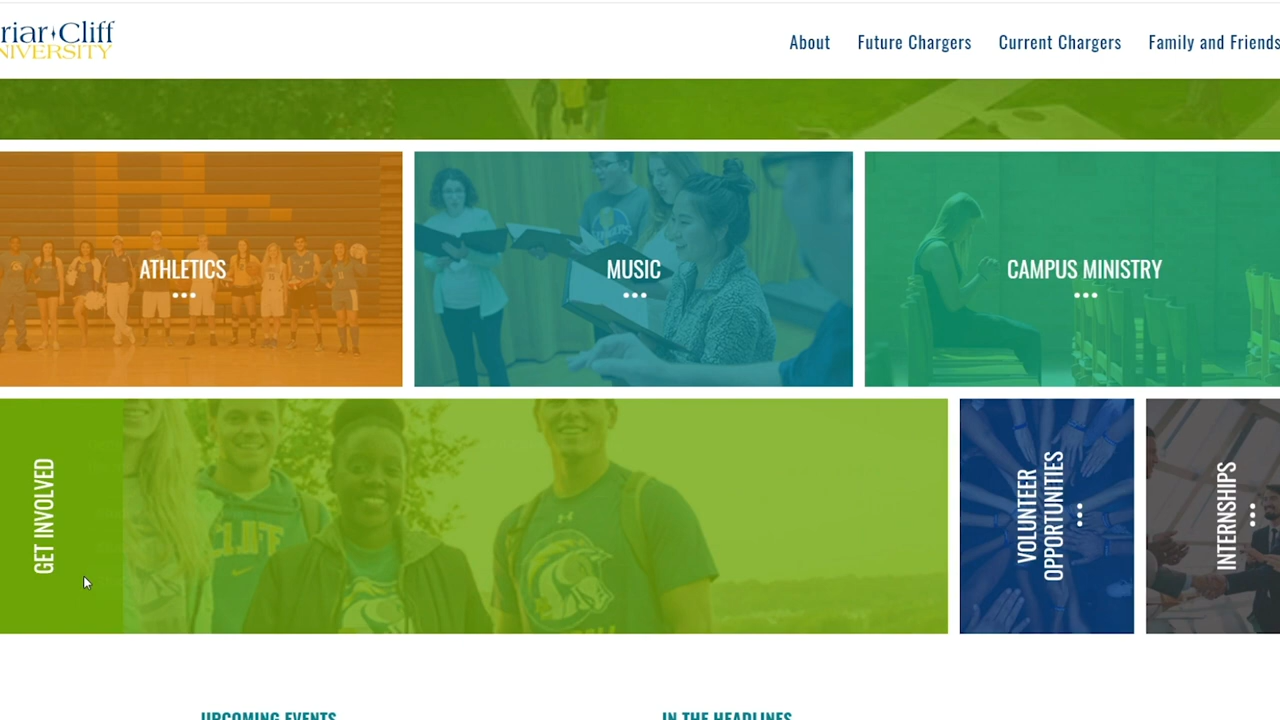 riar Cliff
NIVERSITY
About Future Chargers Current Chargers Family and Friends
ATHLETICS
MUSIC
CAMPUS MINISTRY
GET INVOLVED
VOLUNTEER
OPPORTUNITIES
INTERNSHIPS
UPCOMING EVENTS
IN THE HEADLINES